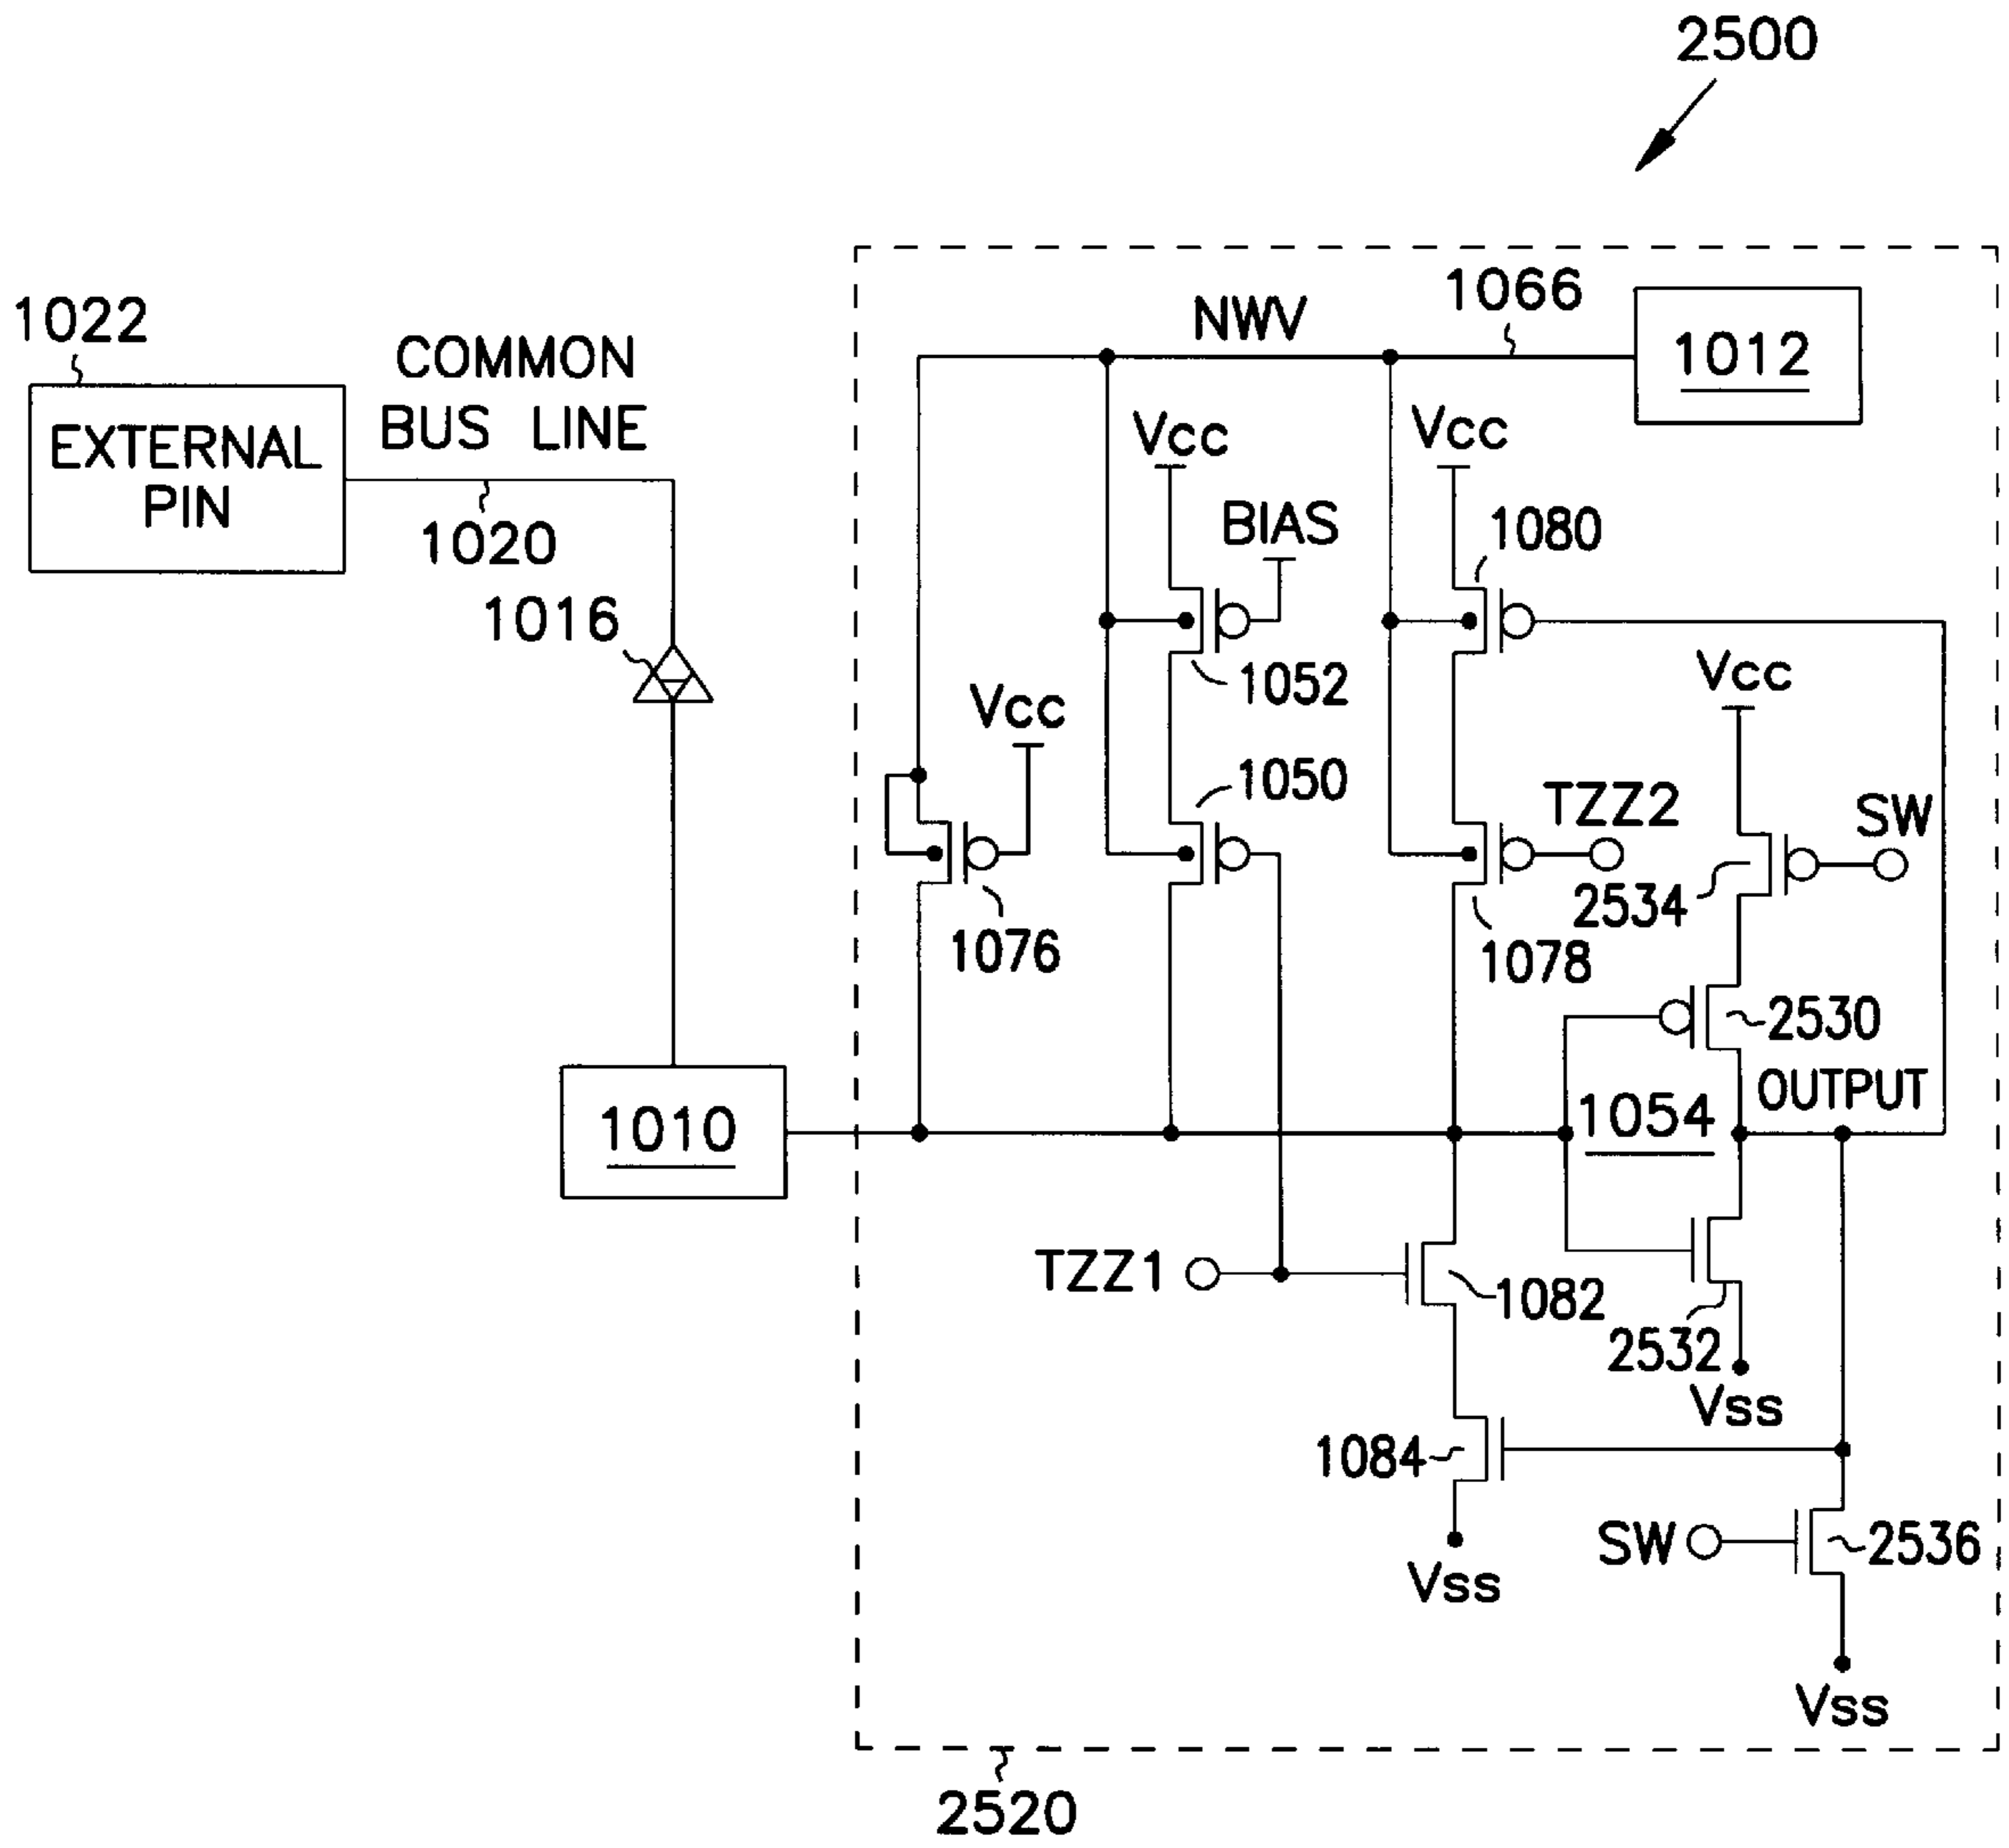 2500
1022
COMMON
BUS LINE
EXTERNAL
PIN
1020
1016
NWV
1066
1012
Vcc
Vcc
BIAS
1080
1052
Vcc
Vcc
1050
TZZ2
SW
2534
1076
1078
2530
OUTPUT
1054
1010
TZZ1
1082
2532
Vss
1084
SW
2536
Vss
Vss
2520